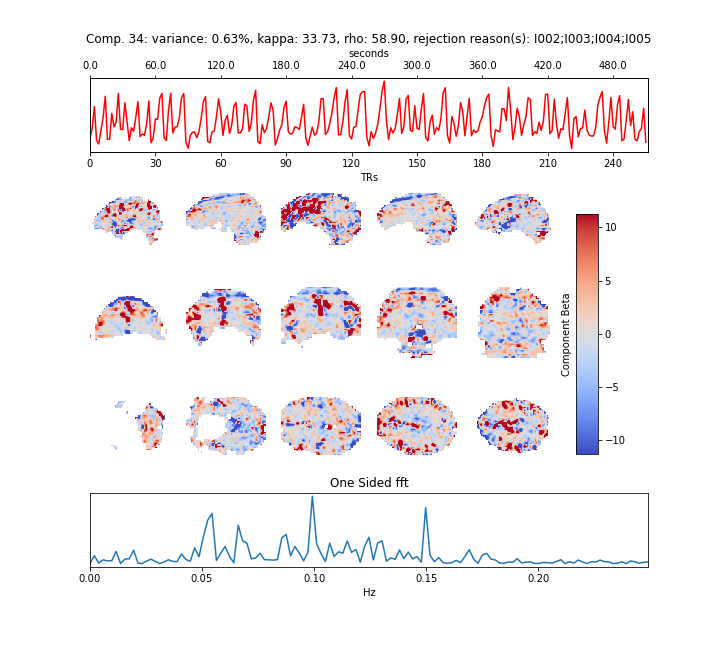 Comp. 34: variance: 0.63%, kappa: 33.73, rho: 58.90, rejection reason(s): I002;I003;I004;I005
seconds
0.0 60.0 120.0 180.0 240.0 300.0 360.0 420.0 480.0
0 30 60 90 120 150 180 210 240
TRs
10
5
0
−5
−10
Component Beta
One Sided fft
0.00 0.05 0.10 0.15 0.20
Hz